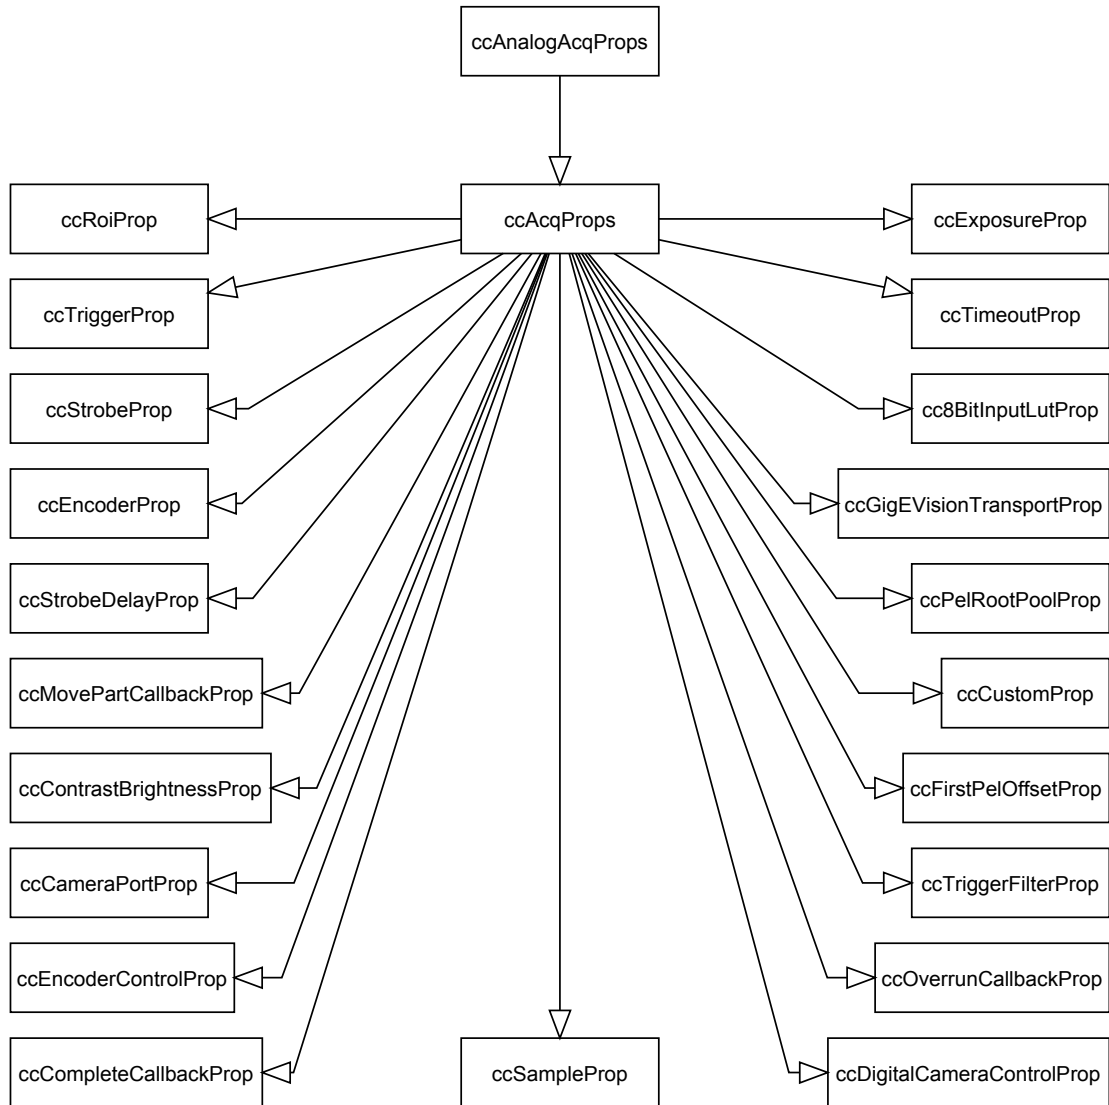 ccAnalogAcqProps
ccRoiProp
ccAcqProps
ccExposureProp
ccTriggerProp
ccTimeoutProp
ccStrobeProp
cc8BitInputLutProp
ccEncoderProp
ccGigEVisionTransportProp
ccStrobeDelayProp
ccPelRootPoolProp
ccMovePartCallbackProp
ccCustomProp
ccContrastBrightnessProp
ccFirstPelOffsetProp
ccCameraPortProp
ccTriggerFilterProp
ccEncoderControlProp
ccOverrunCallbackProp
ccCompleteCallbackProp
ccSampleProp
ccDigitalCameraControlProp